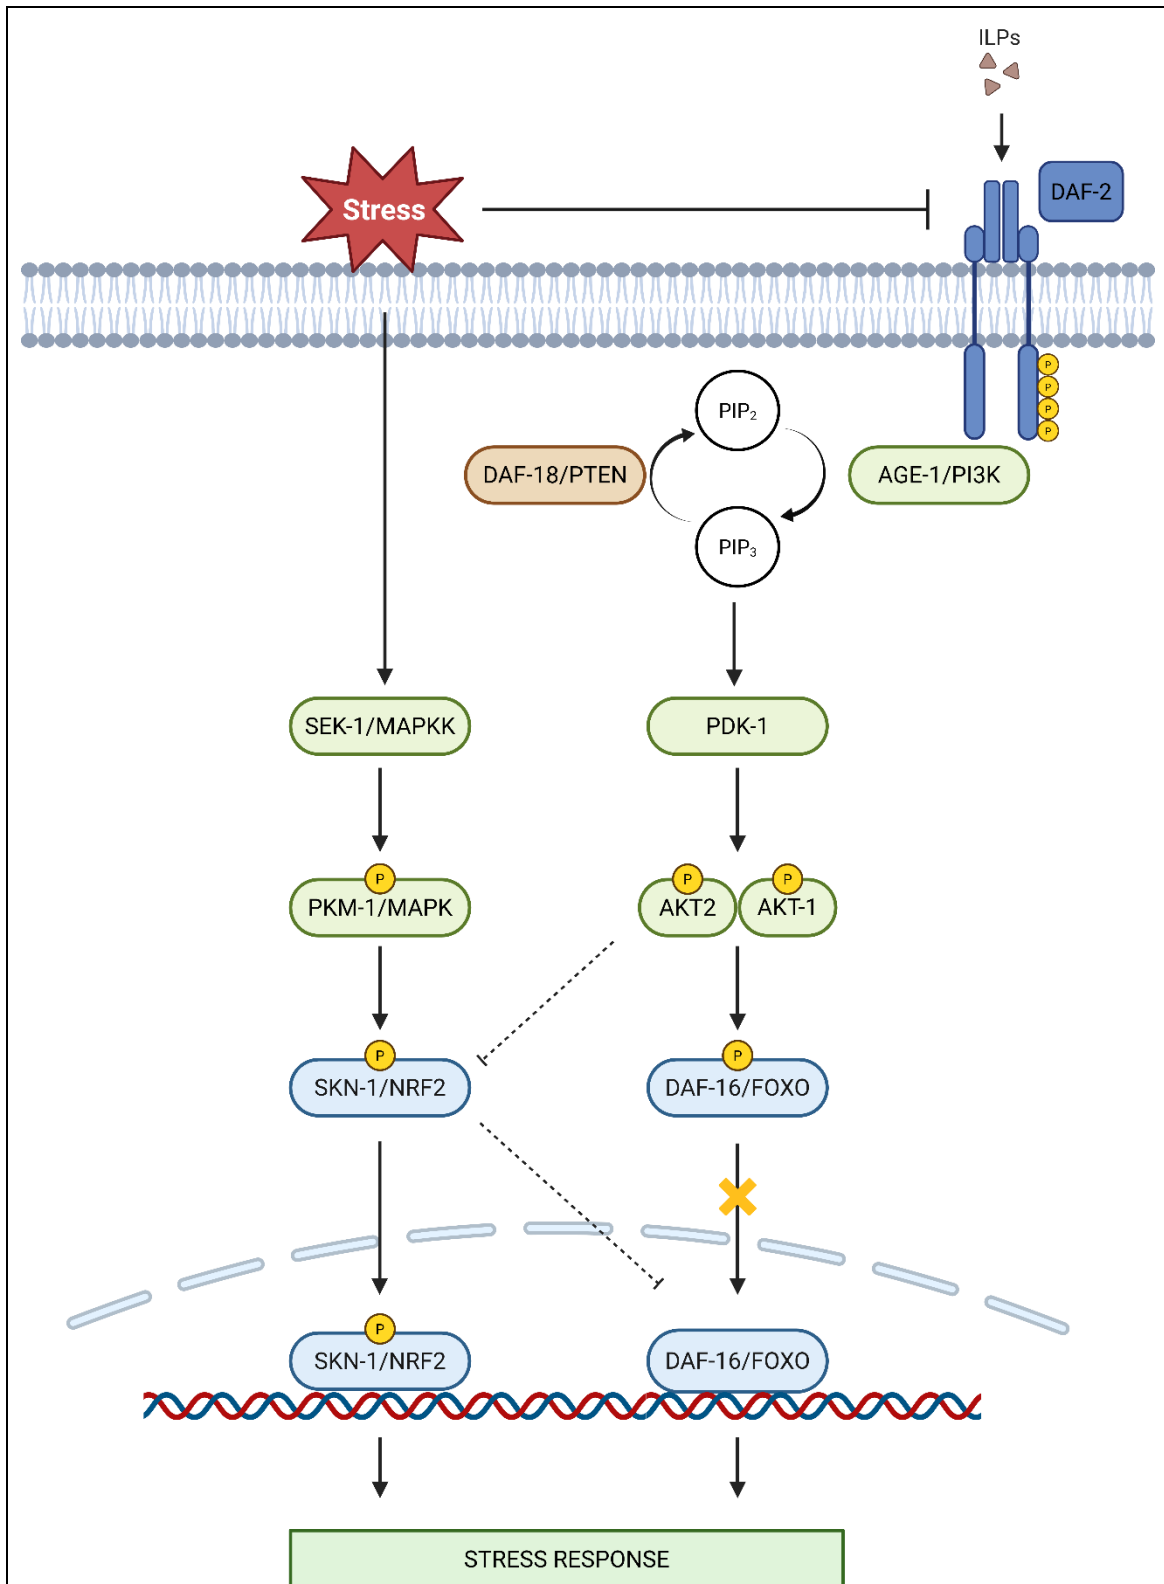 ILPs
DAF-2
Stress
P
P
P
P
PIP₂
DAF-18/PTEN
AGE-1/PI3K
PIP₃
SEK-1/MAPKK
PDK-1
P
P
P
PKM-1/MAPK
AKT2
AKT-1
P
P
SKN-1/NRF2
DAF-16/FOXO
P
SKN-1/NRF2
DAF-16/FOXO
STRESS RESPONSE